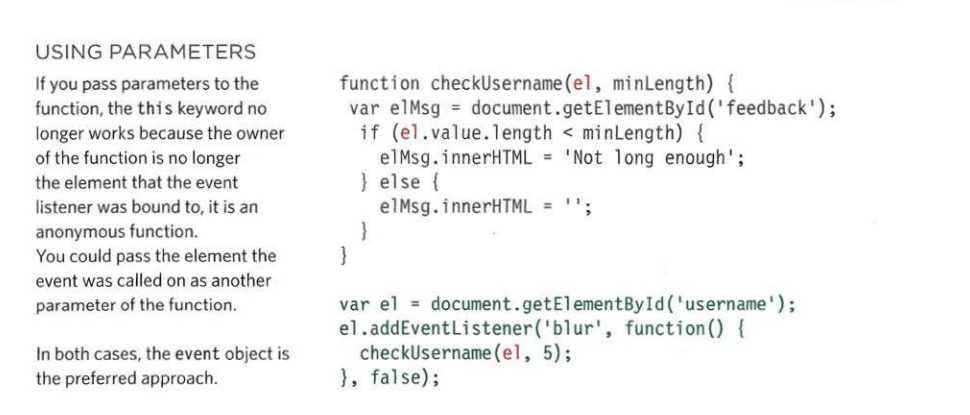 USING PARAMETERS
If you pass parameters to the
function, the this keyword no
longer works because the owner
of the function is no longer
the element that the event
listener was bound to, it is an
anonymous function.
You could pass the element the
event was called on as another
parameter of the function.
In both cases, the event object is
the preferred approach.
function checkUsername(el, minLength) {
var elMsg = document.getElementById('feedback');
if (el.value.length < minLength) {
elMsg.innerHTML = 'Not long enough';
} else {
elMsg.innerHTML = '';
}
}
var el = document.getElementById('username');
el.addEventListener('blur', function() {
checkUsername(el, 5);
}, false);